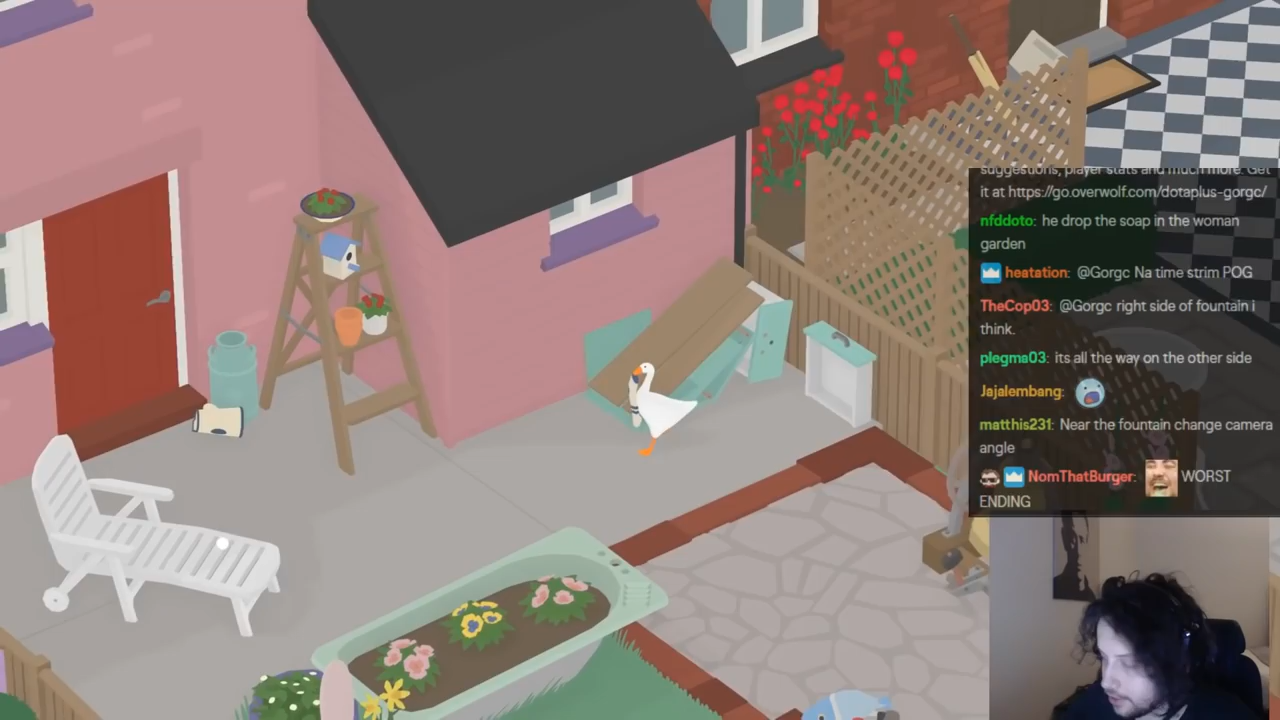 suggestions, player stats and much more. Get
it at https://go.overwolf.com/dotaplus-gorgc/
nfddoto: he drop the soap in the woman
garden
heatation: @Gorgc Na time strim POG
TheCop03: @Gorgc right side of fountain i
think.
plegma03: its all the way on the other side
Jajalembang:
matthis231: Near the fountain change camera
angle
NomThatBurger: WORST
ENDING